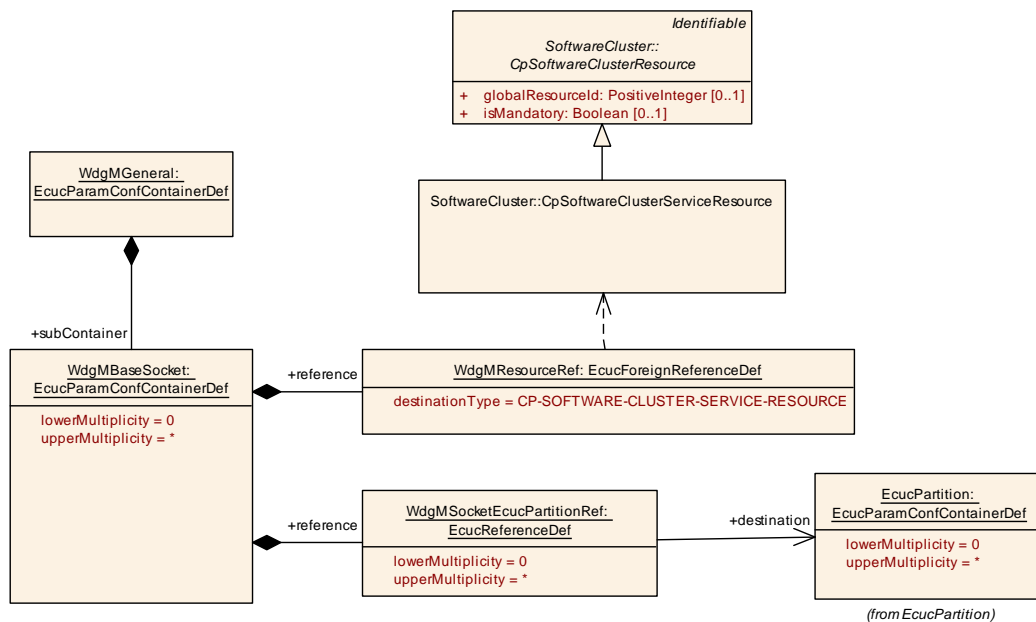 Identifiable
SoftwareCluster::
CpSoftwareClusterResource
+ globalResourceId: PositiveInteger [0..1]
+ isMandatory: Boolean [0..1]
WdgMGeneral:
EcucParamConfContainerDef
SoftwareCluster::CpSoftwareClusterServiceResource
+subContainer
WdgMBaseSocket:
EcucParamConfContainerDef
lowerMultiplicity = 0
upperMultiplicity = *
+reference
WdgMResourceRef: EcucForeignReferenceDef
destinationType = CP-SOFTWARE-CLUSTER-SERVICE-RESOURCE
+reference
WdgMSocketEcucPartitionRef:
EcucReferenceDef
lowerMultiplicity = 0
upperMultiplicity = *
+destination
EcucPartition:
EcucParamConfContainerDef
lowerMultiplicity = 0
upperMultiplicity = *
(from EcucPartition)